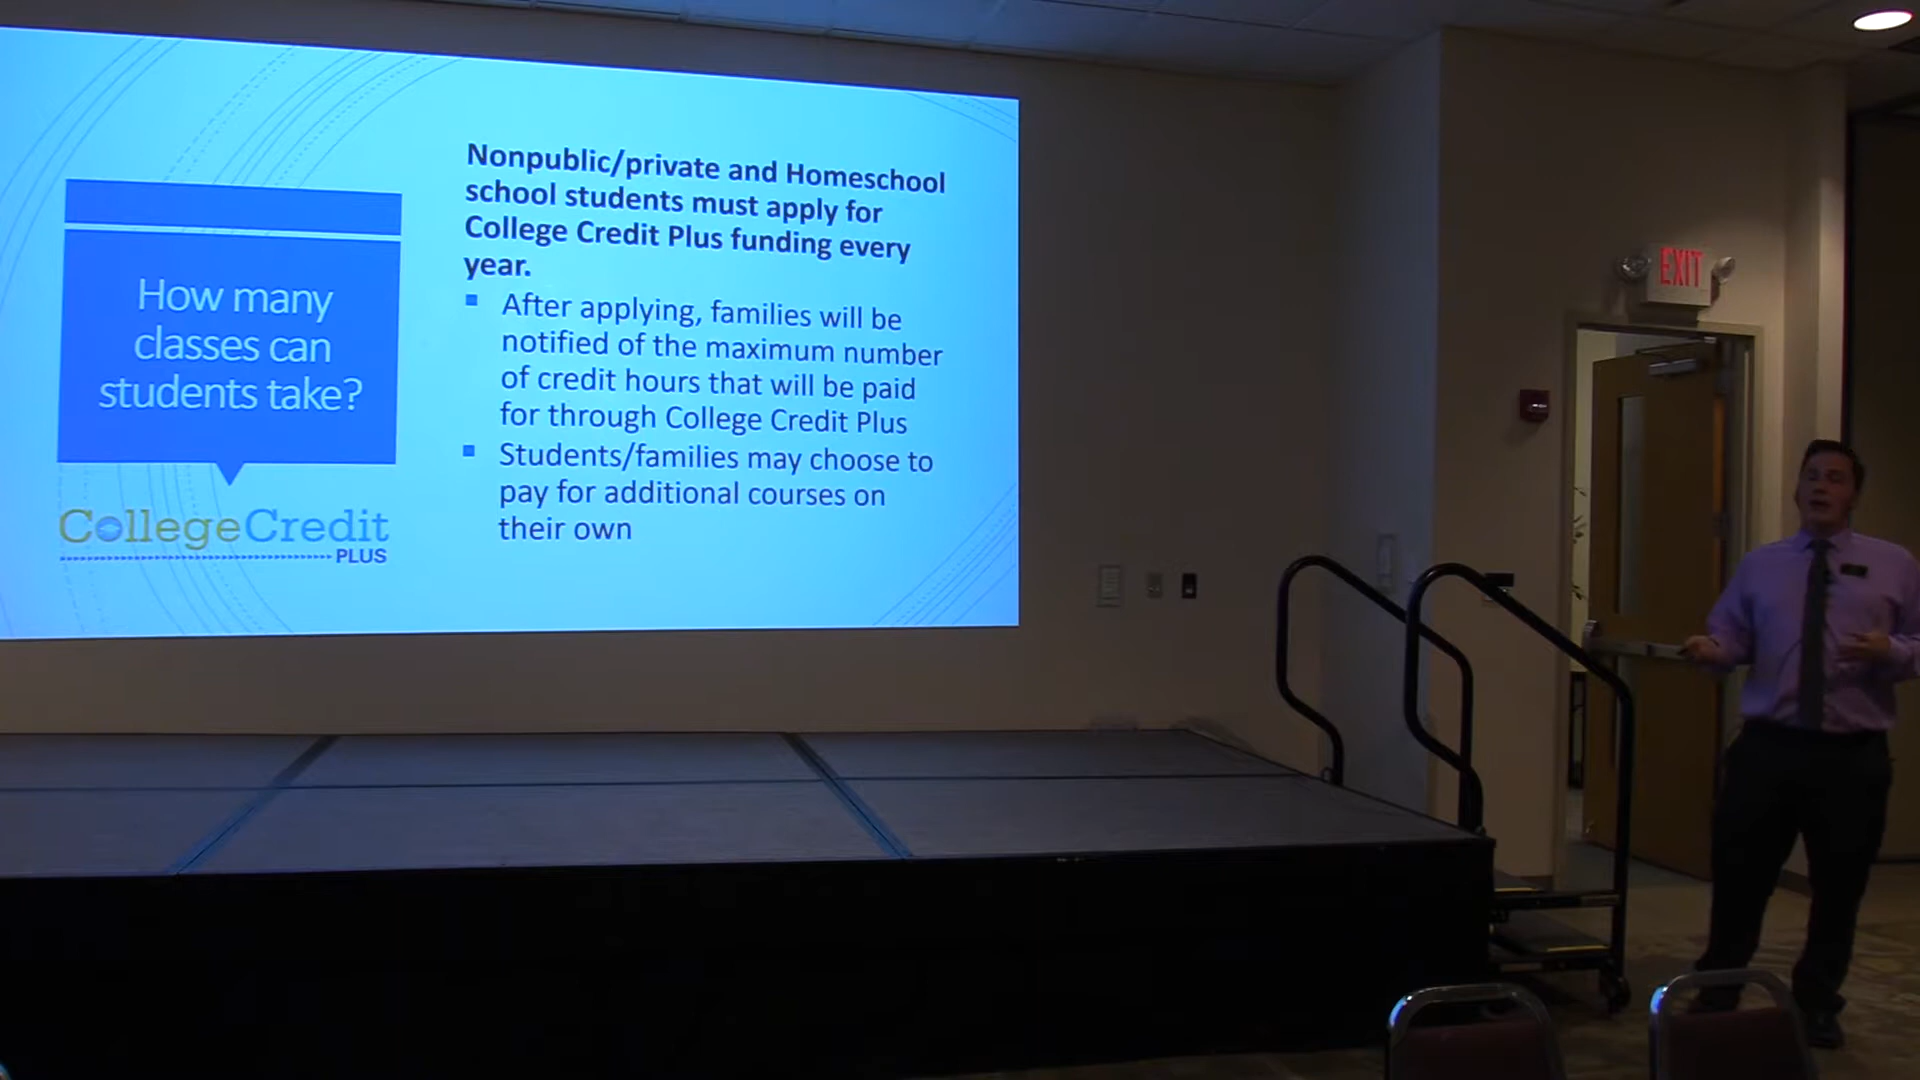 How many
classes can
students take?
CollegeCredit
PLUS
Nonpublic/private and Homeschool
school students must apply for
College Credit Plus funding every
year.
After applying, families will be
notified of the maximum number
of credit hours that will be paid
for through College Credit Plus
Students/families may choose to
pay for additional courses on
their own
EXIT